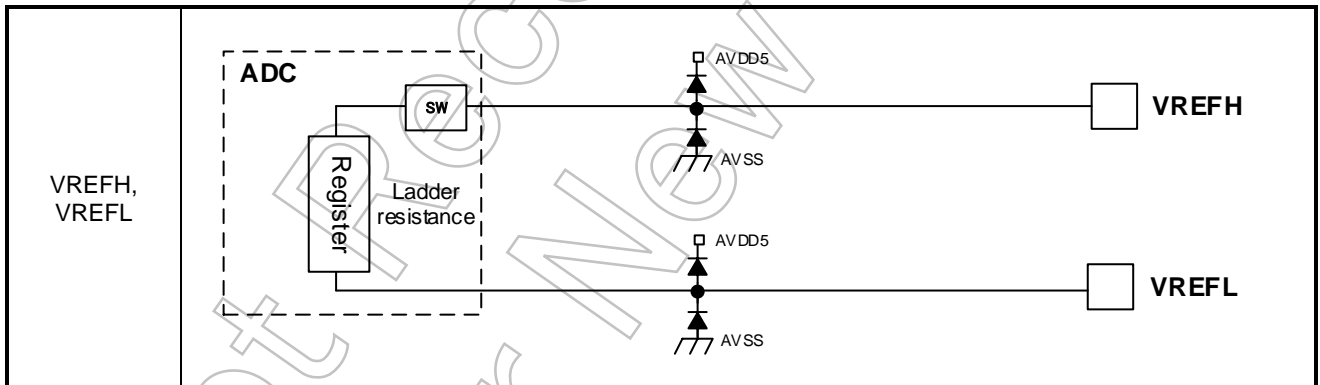 VREFH,
VREFL
ADC
SW
Register
Ladder
resistance
AVDD5
AVSS
VREFH
AVDD5
AVSS
VREFL